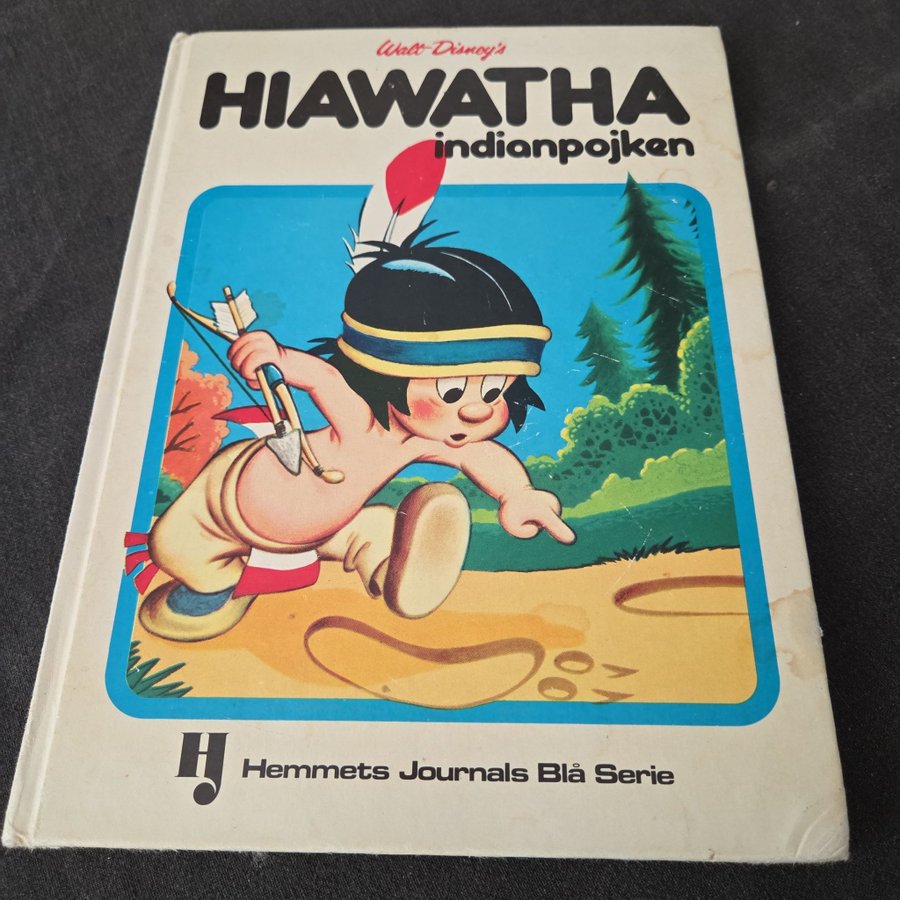 Walt Disney's
HIAWATHA
indianpojken
HJ
Hemmets Journals Blå Serie